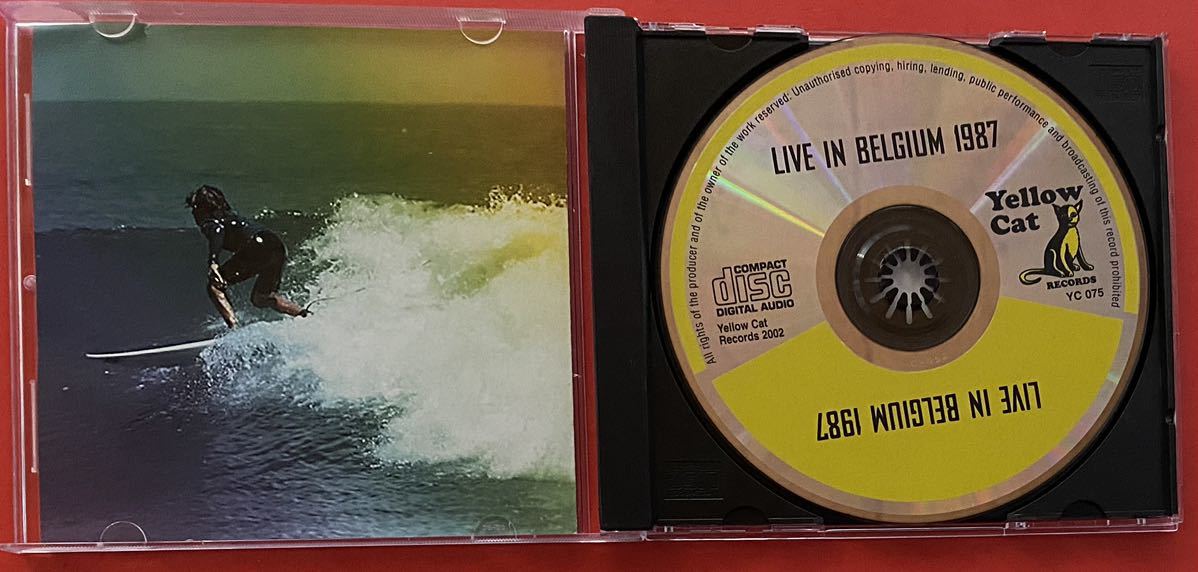 All rights of the producer and of the owner of the work reserved: Unauthorised copying, hiring, lending, public performance and broadcasting of this record prohibited
LIVE IN BELGIUM 1987
Yellow
Cat
RECORDS
YC 075
COMPACT
disc
DIGITAL AUDIO
Yellow Cat
Records 2002
LIVE IN BELGIUM 1987